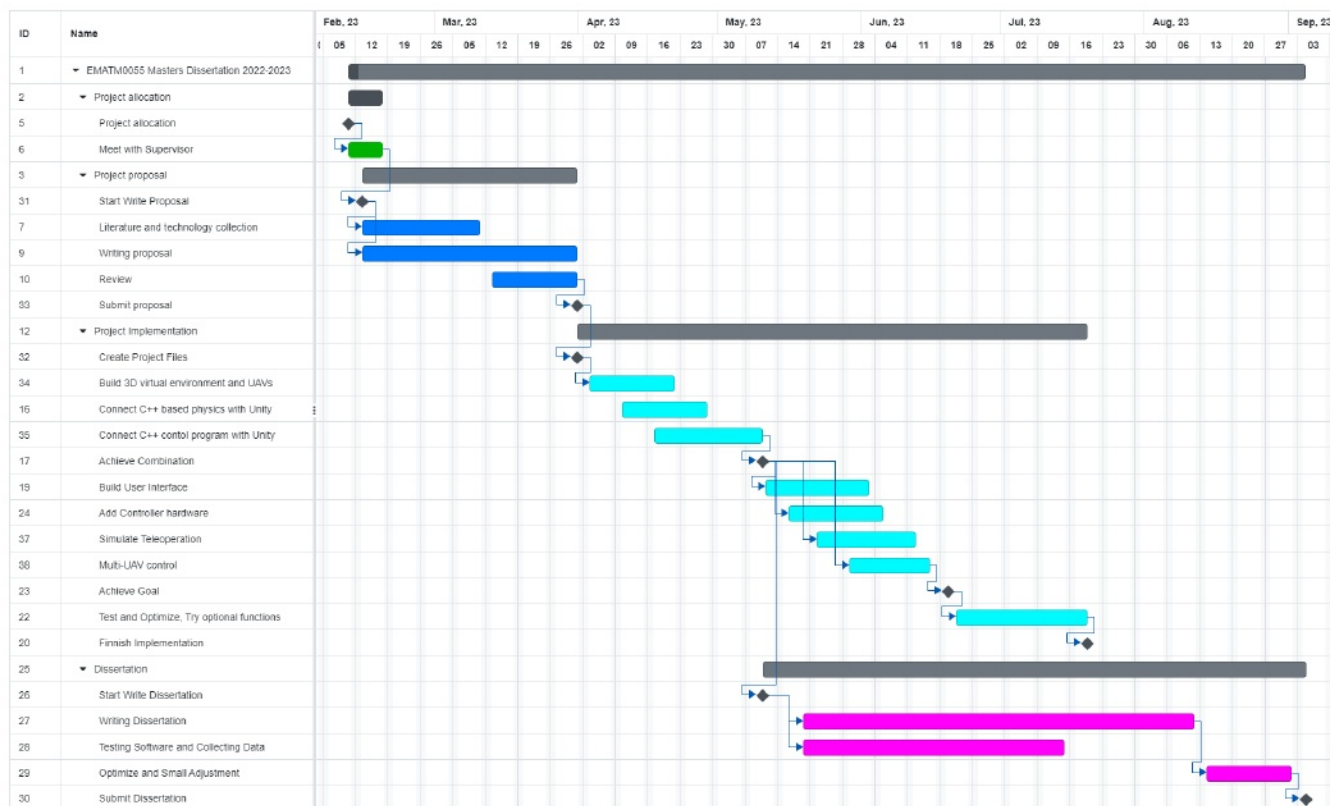 ID Name Feb, 23 Mar, 23 Apr, 23 May, 23 Jun, 23 Jul, 23 Aug, 23 Sep, 23
05 12 19 26 05 12 19 26 02 09 16 23 30 07 14 21 28 04 11 18 25 02 09 16 23 30 06 13 20 27 03
1 EMATM0055 Masters Dissertation 2022-2023
2 Project allocation
5 Project allocation
6 Meet with Supervisor
3 Project proposal
31 Start Write Proposal
7 Literature and technology collection
9 Writing proposal
10 Review
33 Submit proposal
12 Project Implementation
32 Create Project Files
34 Build 3D virtual environment and UAVs
16 Connect C++ based physics with Unity
35 Connect C++ contol program with Unity
17 Achieve Combination
19 Build User Interface
24 Add Controller hardware
37 Simulate Teleoperation
38 Multi-UAV control
23 Achieve Goal
22 Test and Optimize, Try optional functions
20 Finnish Implementation
25 Dissertation
26 Start Write Dissertation
27 Writing Dissertation
28 Testing Software and Collecting Data
29 Optimize and Small Adjustment
30 Submit Dissertation